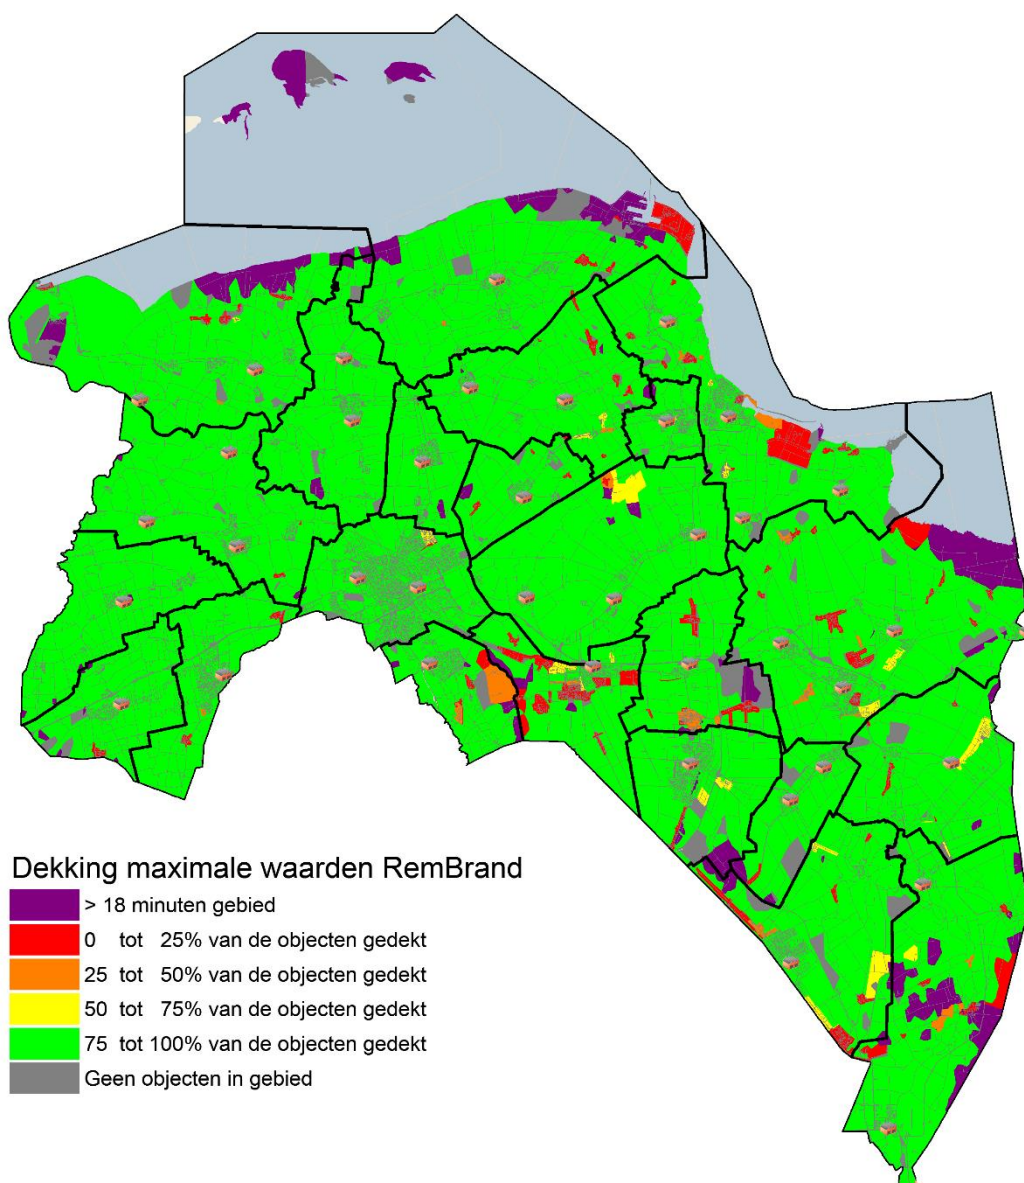 Dekking maximale waarden RemBrand
> 18 minuten gebied
0 tot 25% van de objecten gedekt
25 tot 50% van de objecten gedekt
50 tot 75% van de objecten gedekt
75 tot 100% van de objecten gedekt
Geen objecten in gebied